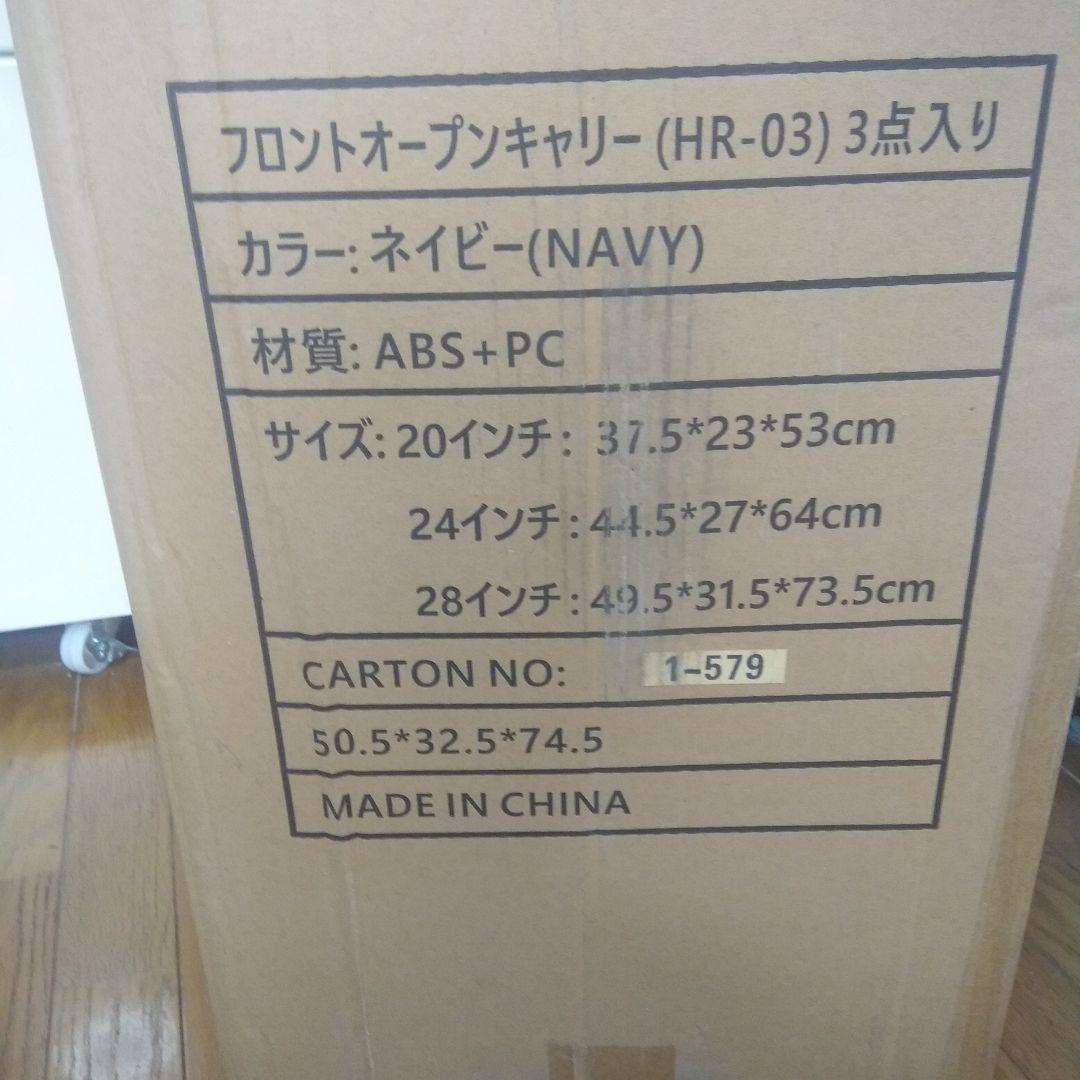 フロントオープンキャリー (HR-03) 3点入り
カラー: ネイビー(NAVY)
材質: ABS+PC
サイズ: 20インチ: 37.5*23*53cm
24インチ: 44.5*27*64cm
28インチ: 49.5*31.5*73.5cm
CARTON NO: 1-579
50.5*32.5*74.5
MADE IN CHINA